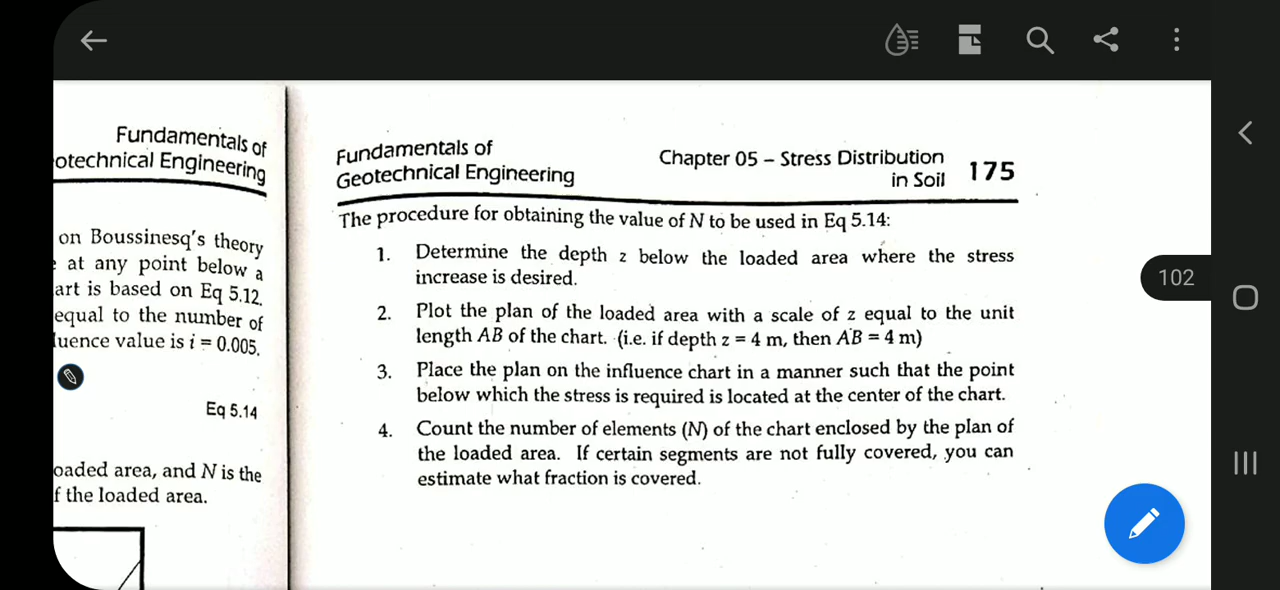 Fundamentals of
otechnical Engineering
on Boussinesq's theory
at any point below a
art is based on Eq 5.12.
equal to the number of
luence value is i = 0.005.
Eq 5.14
oaded area, and N is the
f the loaded area.
Fundamentals of
Geotechnical Engineering
Chapter 05 – Stress Distribution
in Soil
175
The procedure for obtaining the value of N to be used in Eq 5.14:
1. Determine the depth z below the loaded area where the stress
increase is desired.
2. Plot the plan of the loaded area with a scale of z equal to the unit
length AB of the chart. (i.e. if depth z = 4 m, then AB = 4 m)
3. Place the plan on the influence chart in a manner such that the point
below which the stress is required is located at the center of the chart.
4. Count the number of elements (N) of the chart enclosed by the plan of
the loaded area. If certain segments are not fully covered, you can
estimate what fraction is covered.
102